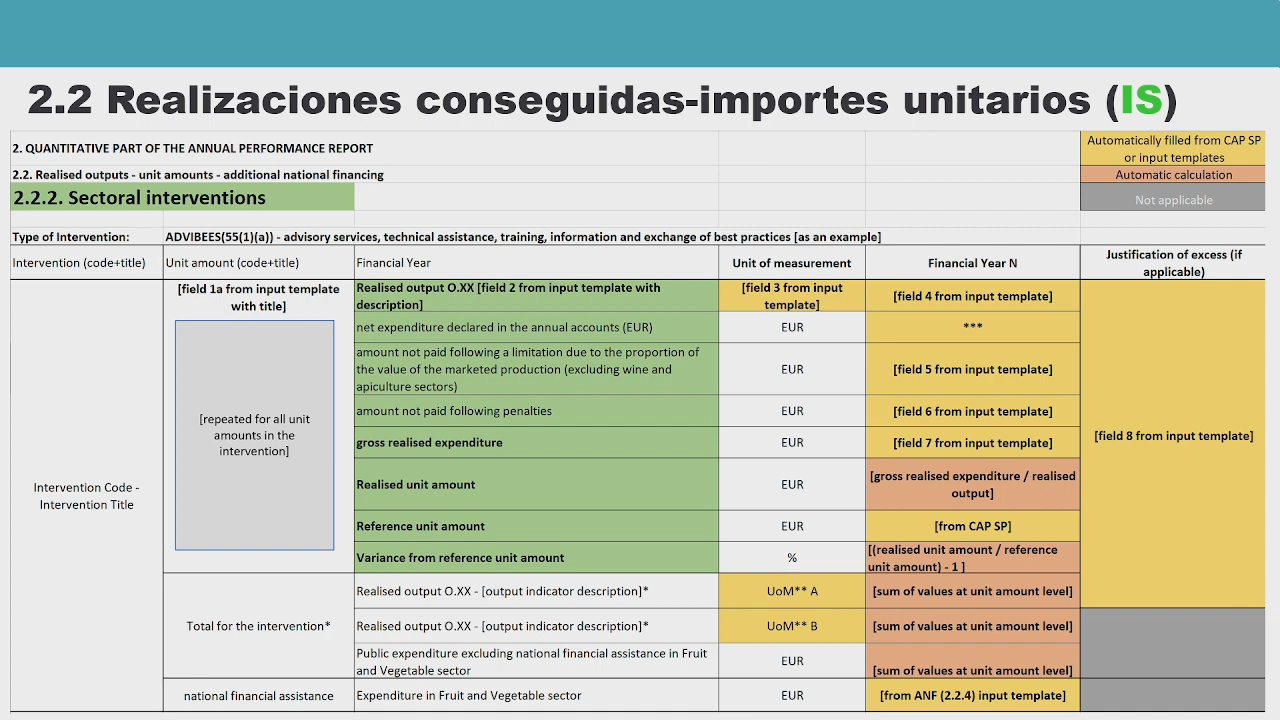 2.2 Realizaciones conseguidas-importes unitarios (IS)
2. QUANTITATIVE PART OF THE ANNUAL PERFORMANCE REPORT
Automatically filled from CAP SP
or input templates
2.2. Realised outputs - unit amounts - additional national financing
Automatic calculation
2.2.2. Sectoral interventions
Not applicable
Type of Intervention:
ADVIBEES(55(1)(a)) - advisory services, technical assistance, training, information and exchange of best practices [as an example]
Intervention (code+title)
Unit amount (code+title)
Financial Year
Unit of measurement
Financial Year N
Justification of excess (if
applicable)
[field 1a from input template
with title]
Realised output O.XX [field 2 from input template with
description]
[field 3 from input
template]
[field 4 from input template]
net expenditure declared in the annual accounts (EUR)
EUR
***
amount not paid following a limitation due to the proportion of
the value of the marketed production (excluding wine and
apiculture sectors)
EUR
[field 5 from input template]
amount not paid following penalties
EUR
[field 6 from input template]
[repeated for all unit
amounts in the
intervention]
gross realised expenditure
EUR
[field 7 from input template]
[field 8 from input template]
Intervention Code -
Intervention Title
Realised unit amount
EUR
[gross realised expenditure / realised
output]
Reference unit amount
EUR
[from CAP SP]
Variance from reference unit amount
%
[(realised unit amount / reference
unit amount) - 1 ]
Realised output O.XX - [output indicator description]*
UoM** A
[sum of values at unit amount level]
Total for the intervention*
Realised output O.XX - [output indicator description]*
UoM** B
[sum of values at unit amount level]
Public expenditure excluding national financial assistance in Fruit
and Vegetable sector
EUR
[sum of values at unit amount level]
national financial assistance
Expenditure in Fruit and Vegetable sector
EUR
[from ANF (2.2.4) input template]